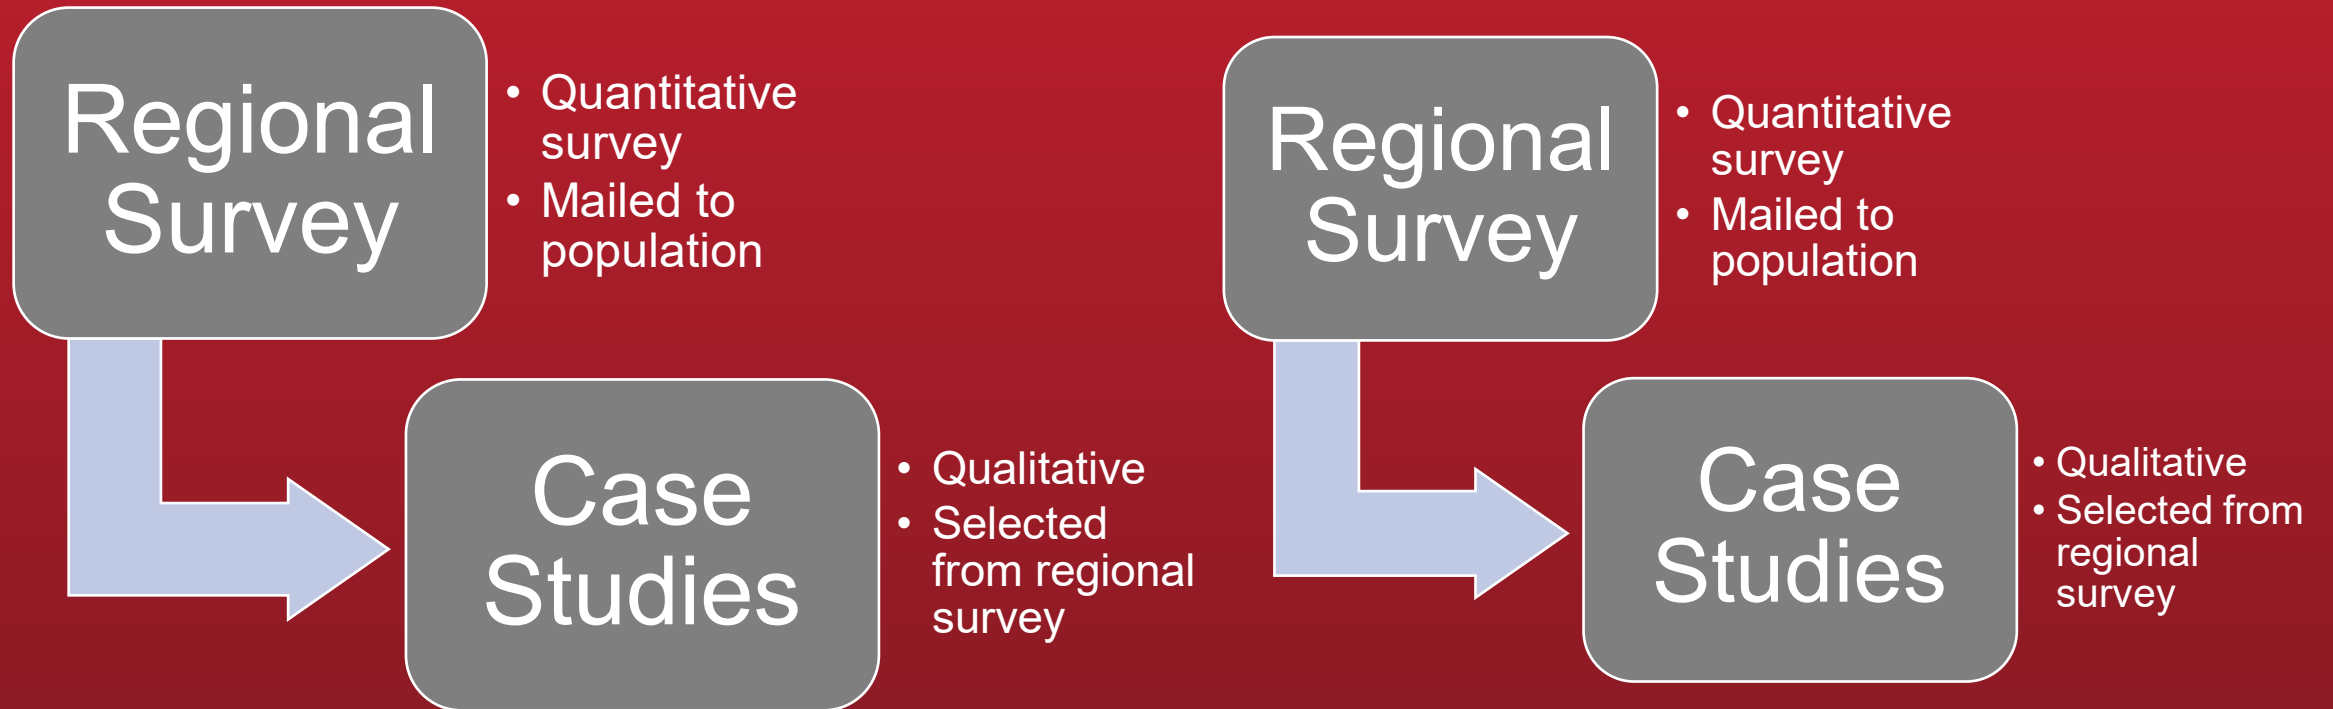 Regional
Survey
• Quantitative
survey
• Mailed to
population
Case
Studies
• Qualitative
• Selected
from regional
survey
Regional
Survey
• Quantitative
survey
• Mailed to
population
Case
Studies
• Qualitative
• Selected from
regional
survey